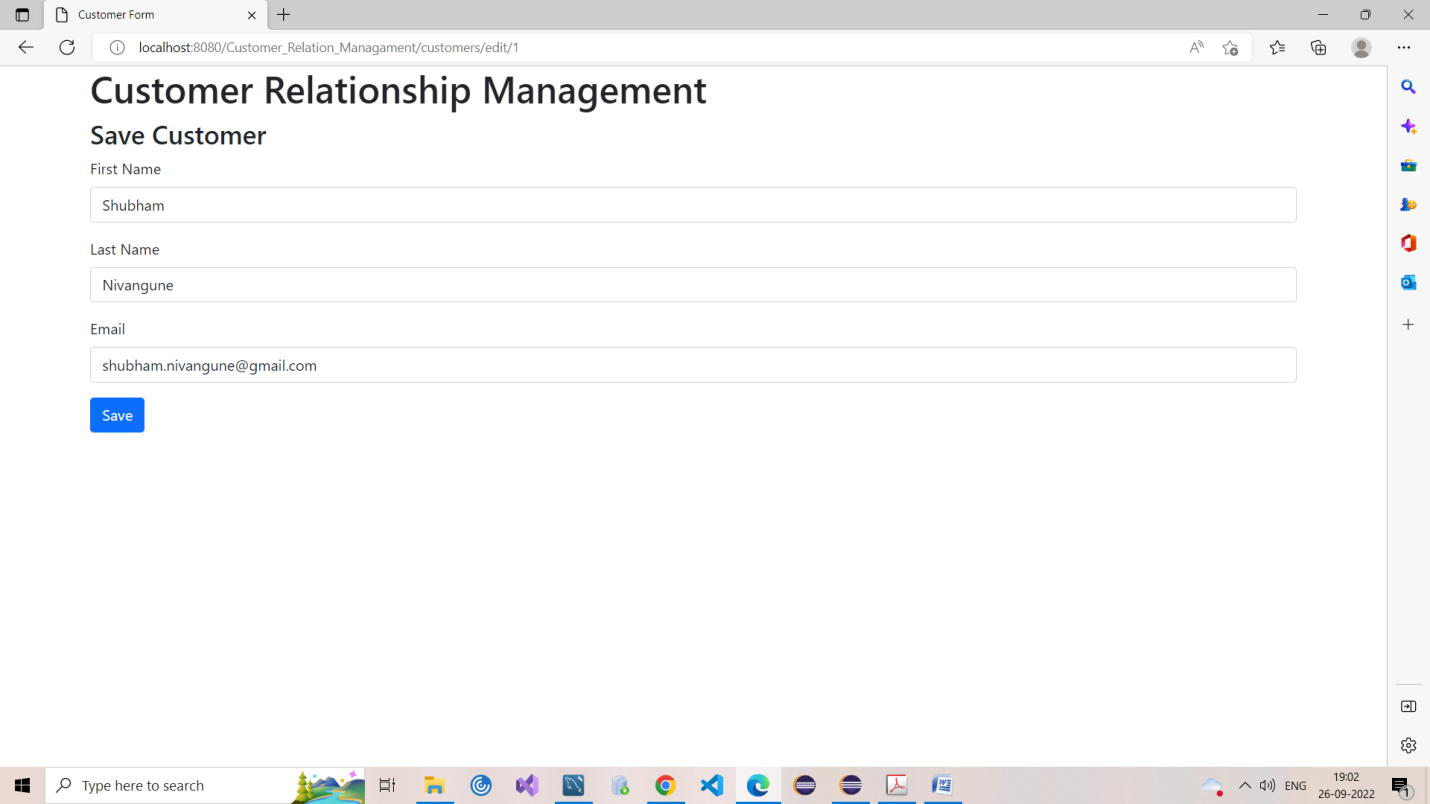 Customer Form
localhost:8080/Customer_Relation_Managament/customers/edit/1
Customer Relationship Management
Save Customer
First Name
Shubham
Last Name
Nivangune
Email
shubham.nivangune@gmail.com
Save
Type here to search
ENG
19:02
26-09-2022
1